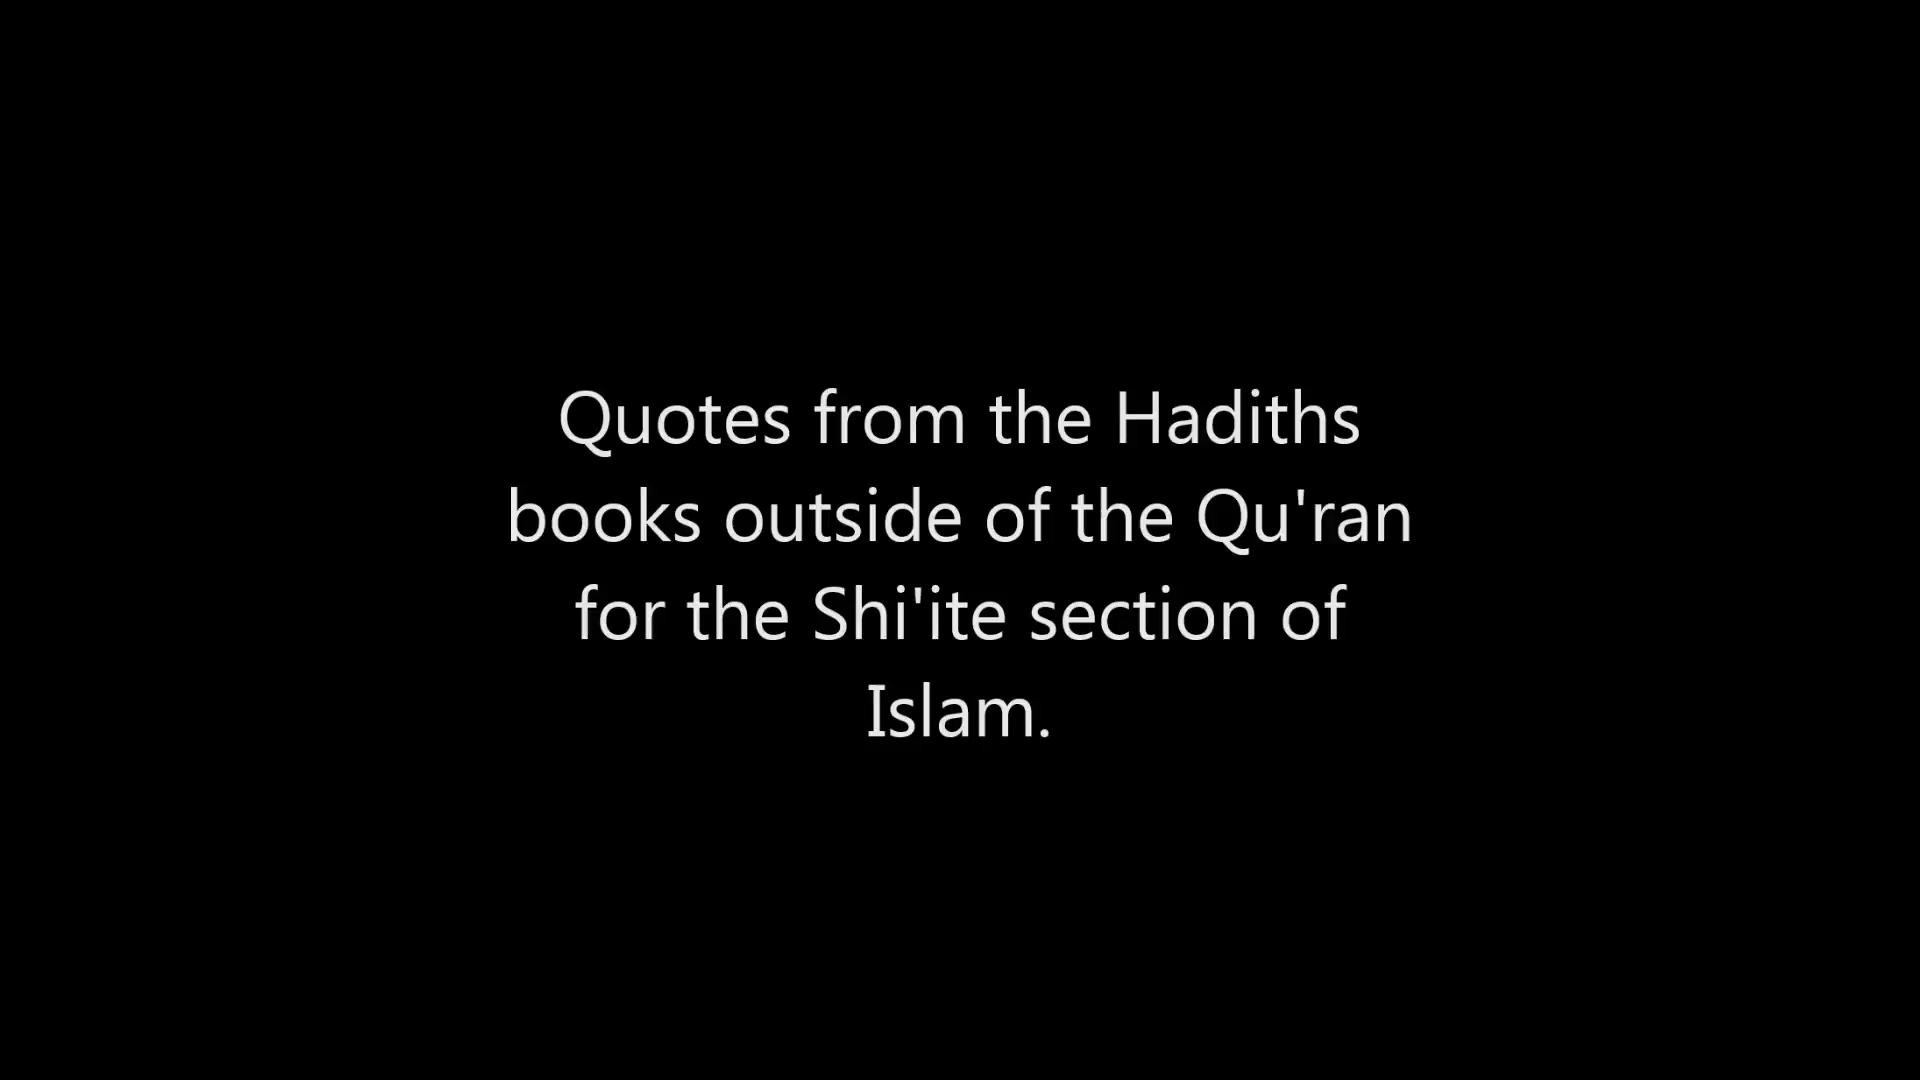 Quotes from the Hadiths
books outside of the Qu'ran
for the Shi'ite section of
Islam.